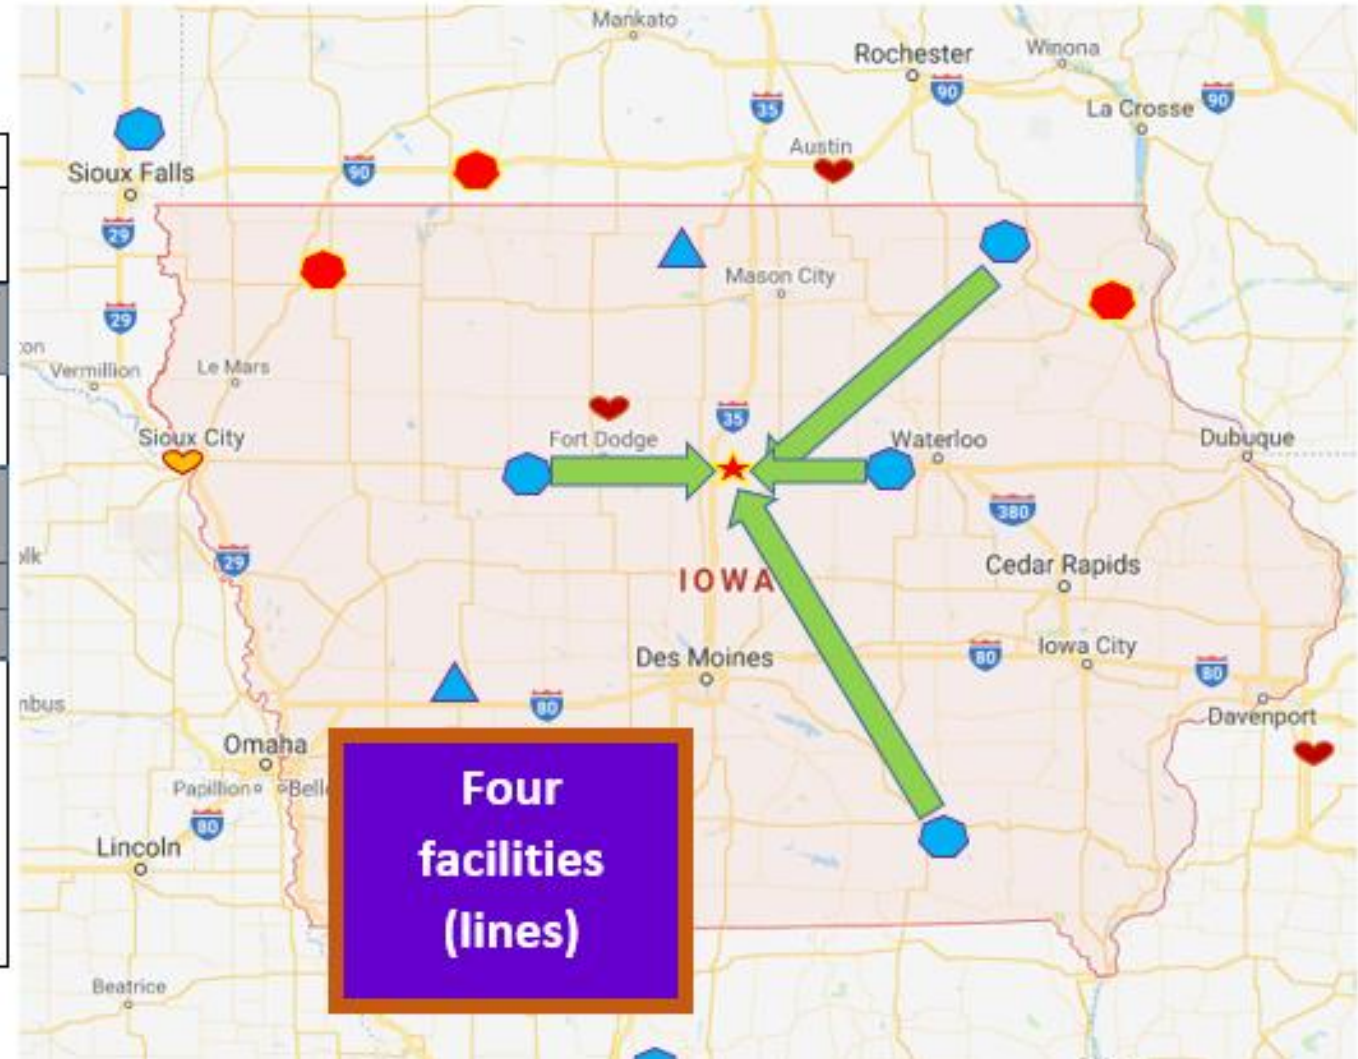 Mankato
Rochester
Winona
90
35
La Crosse
90
Austin
Sioux Falls
90
29
Mason City
29
Vermillion
Le Mars
35
Sioux City
Fort Dodge
Waterloo
Dubuque
380
29
Cedar Rapids
IOWA
Des Moines
80
Iowa City
80
80
Davenport
Omaha
Papillion
Bell
80
Lincoln
Four
facilities
(lines)
Beatrice